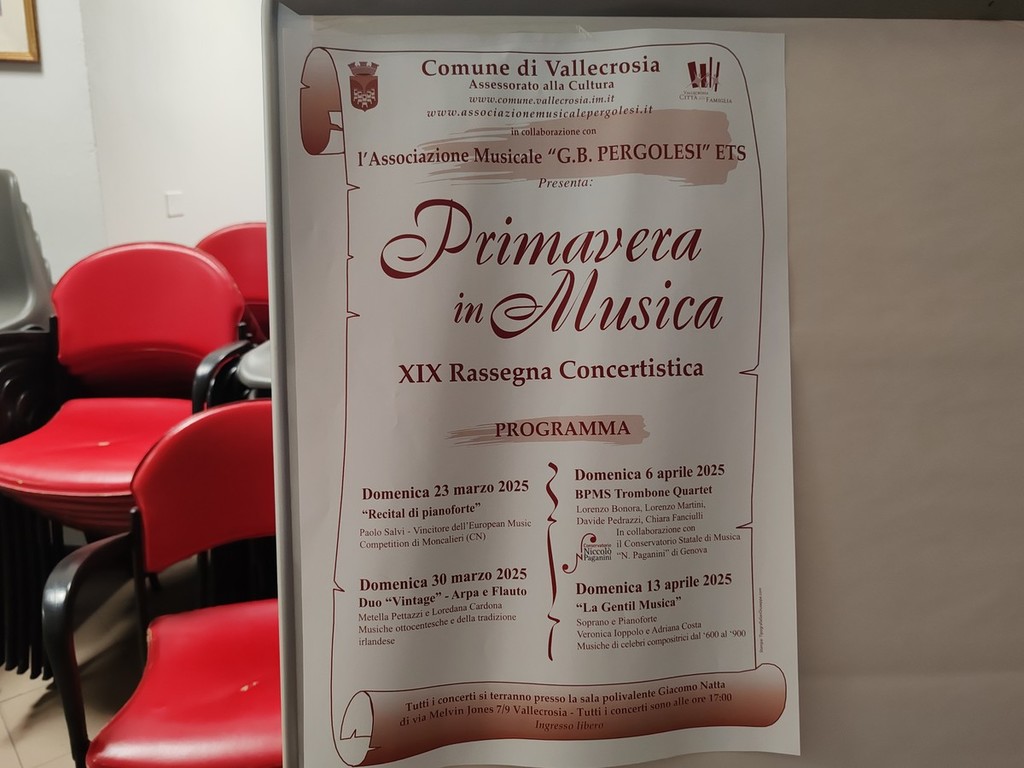 Comune di Vallecrosia
Assessorato alla Cultura
www.comune.vallecrosia.im.it
www.associazionemusicalepergolesi.it
CITTÀ FAMIGLIA
in collaborazione con
l'Associazione Musicale "G.B. PERGOLESI" ETS
Presenta:
Primavera
in Musica
XIX Rassegna Concertistica
PROGRAMMA
Domenica 23 marzo 2025
"Recital di pianoforte"
Paolo Salvi - Vincitore dell'European Music
Competition di Moncalieri (CN)
Domenica 30 marzo 2025
Duo "Vintage" - Arpa e Flauto
Metella Pettazzi e Loredana Cardona
Musiche ottocentesche e della tradizione
irlandese
Domenica 6 aprile 2025
BPMS Trombone Quartet
Lorenzo Bonora, Lorenzo Martini,
Davide Pedrazzi, Chiara Fanciulli
In collaborazione con
il Conservatorio Statale di Musica
"N. Paganini" di Genova
Conservatorio
Niccolò
Paganini
Domenica 13 aprile 2025
"La Gentil Musica"
Soprano e Pianoforte
Veronica Ioppolo e Adriana Costa
Musiche di celebri compositrici dal '600 al '900
Tutti i concerti si terranno presso la sala polivalente Giacomo Natta
di via Melvin Jones 7/9 Vallecrosia - Tutti i concerti sono alle ore 17:00
Ingresso libero